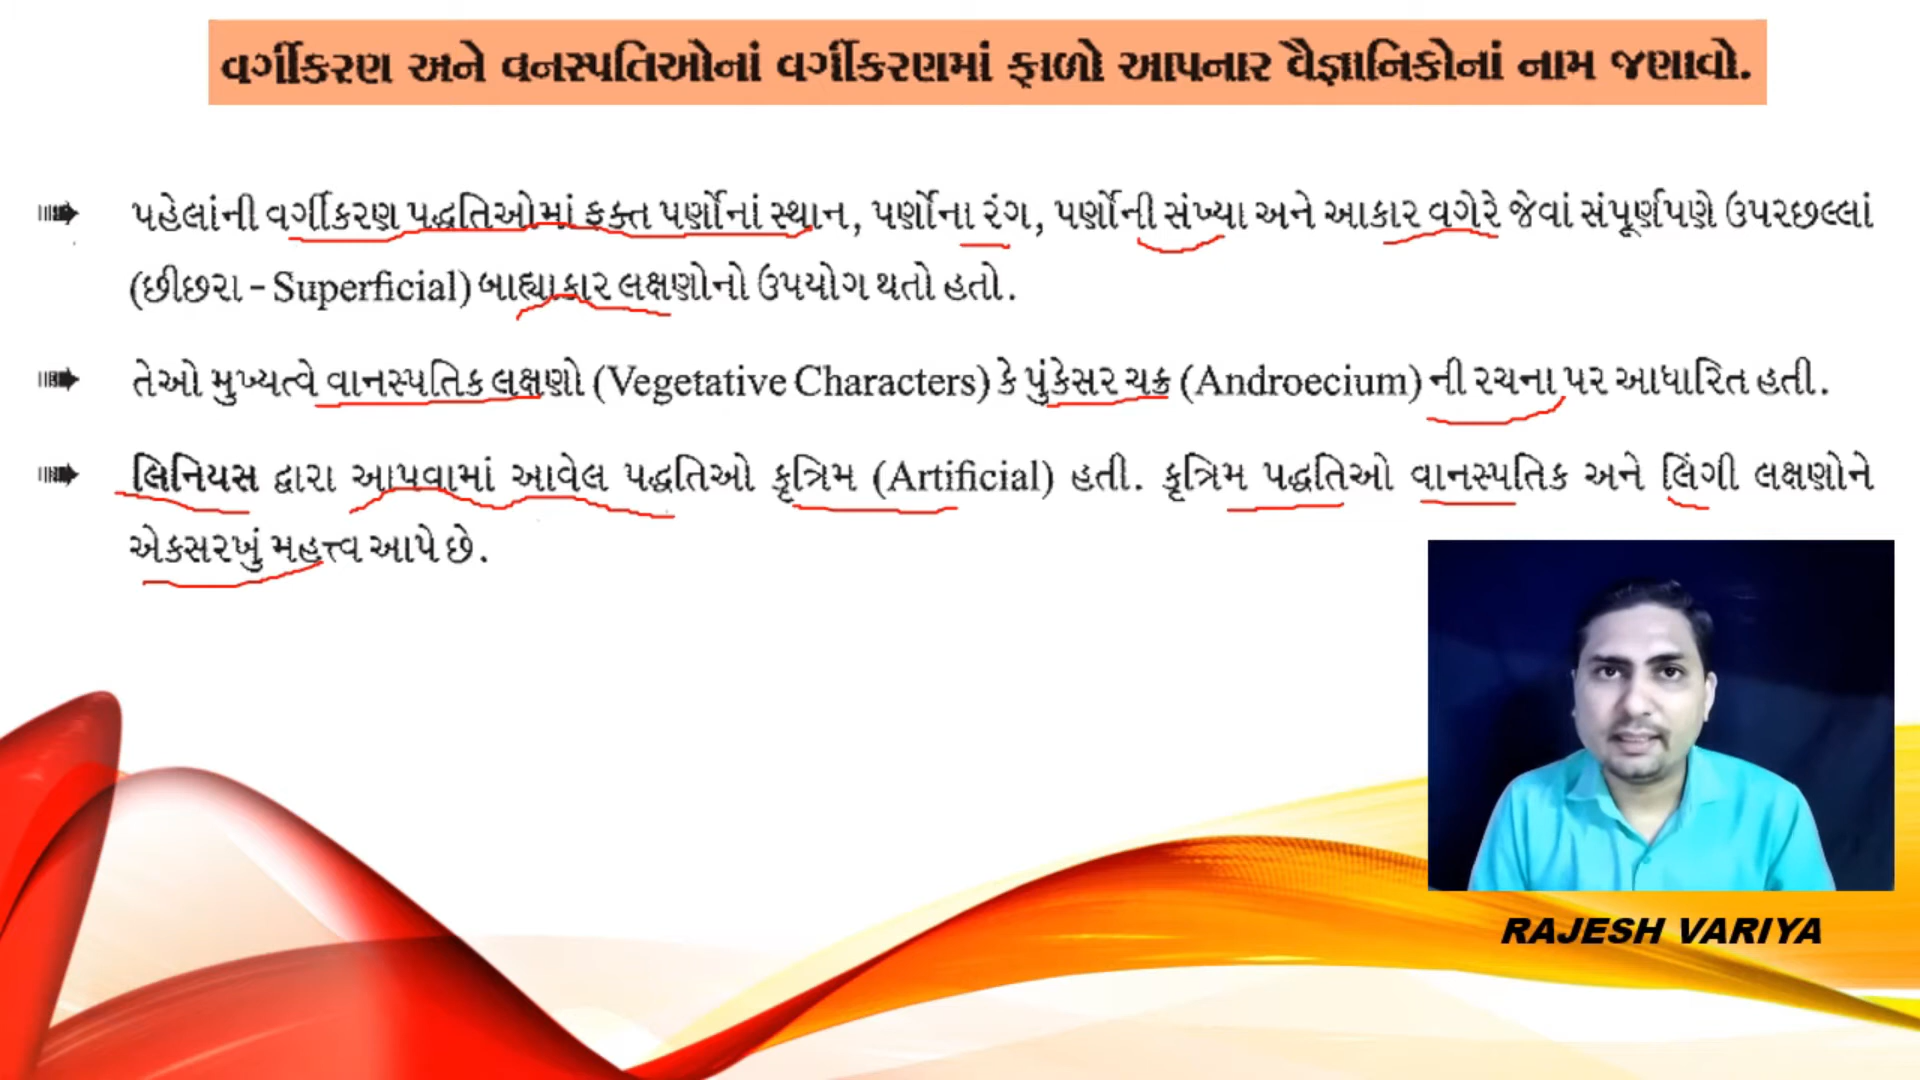 વર્ગીકરણ અને વનસ્પતિઓનાં વર્ગીકરણમાં ફાળો આપનાર વૈજ્ઞાનિકોનાં નામ જણાવો.
પહેલાંની વર્ગીકરણ પદ્ધતિઓમાં ફક્ત પર્ણોનાં સ્થાન, પર્ણોના રંગ, પર્ણોની સંખ્યા અને આકાર વગેરે જેવાં સંપૂર્ણપણે ઉપરછલ્લાં
(છીછરા – Superficial) બાહ્યાકાર લક્ષણોનો ઉપયોગ થતો હતો.
તેઓ મુખ્યત્વે વાનસ્પતિક લક્ષણો (Vegetative Characters) કે પુંકેસર ચક્ર (Androecium) ની રચના પર આધારિત હતી.
લિનિયસ દ્વારા આપવામાં આવેલ પદ્ધતિઓ કૃત્રિમ (Artificial) હતી. કૃત્રિમ પદ્ધતિઓ વાનસ્પતિક અને લિંગી લક્ષણોને
એકસરખું મહત્ત્વ આપે છે.
RAJESH VARIYA